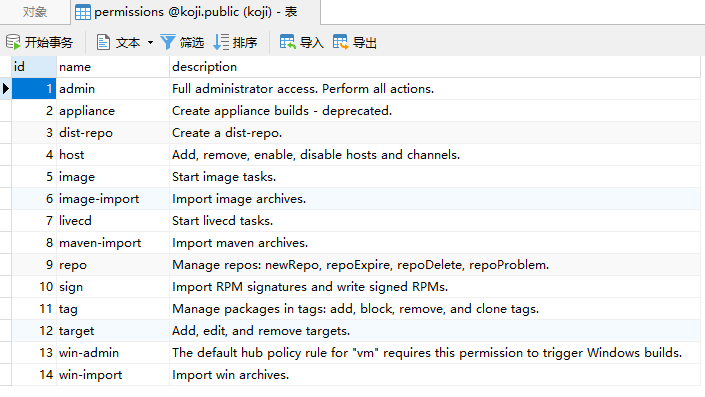 对象 permissions @koji.public (koji) - 表
开始事务 文本 筛选 排序 导入 导出
id name description
1 admin Full administrator access. Perform all actions.
2 appliance Create appliance builds - deprecated.
3 dist-repo Create a dist-repo.
4 host Add, remove, enable, disable hosts and channels.
5 image Start image tasks.
6 image-import Import image archives.
7 livecd Start livecd tasks.
8 maven-import Import maven archives.
9 repo Manage repos: newRepo, repoExpire, repoDelete, repoProblem.
10 sign Import RPM signatures and write signed RPMs.
11 tag Manage packages in tags: add, block, remove, and clone tags.
12 target Add, edit, and remove targets.
13 win-admin The default hub policy rule for "vm" requires this permission to trigger Windows builds.
14 win-import Import win archives.